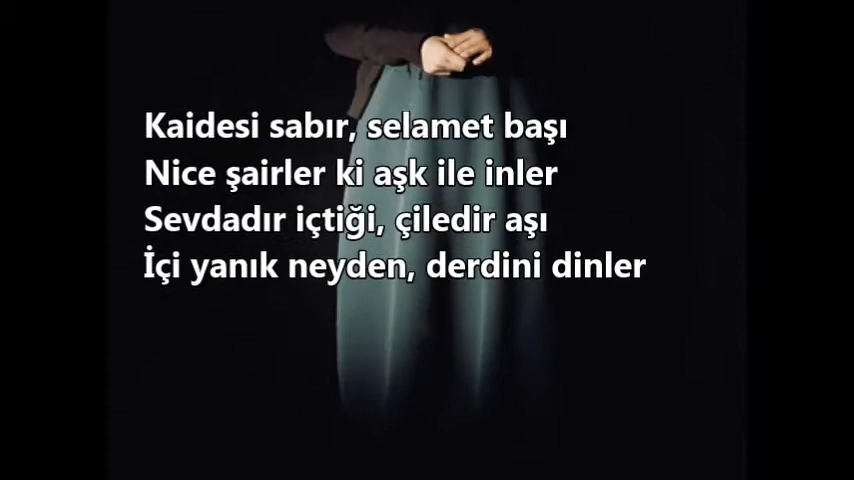 Kaidesi sabır, selamet başı
Nice şairler ki aşk ile inler
Sevdadır içtiği, çiledir aşı
İçi yanık neyden, derdini dinler